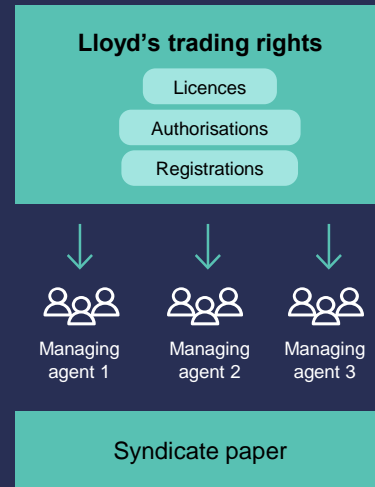 Lloyd’s trading rights
Licences
Authorisations
Registrations
Managing agent 1
Managing agent 2
Managing agent 3
Syndicate paper